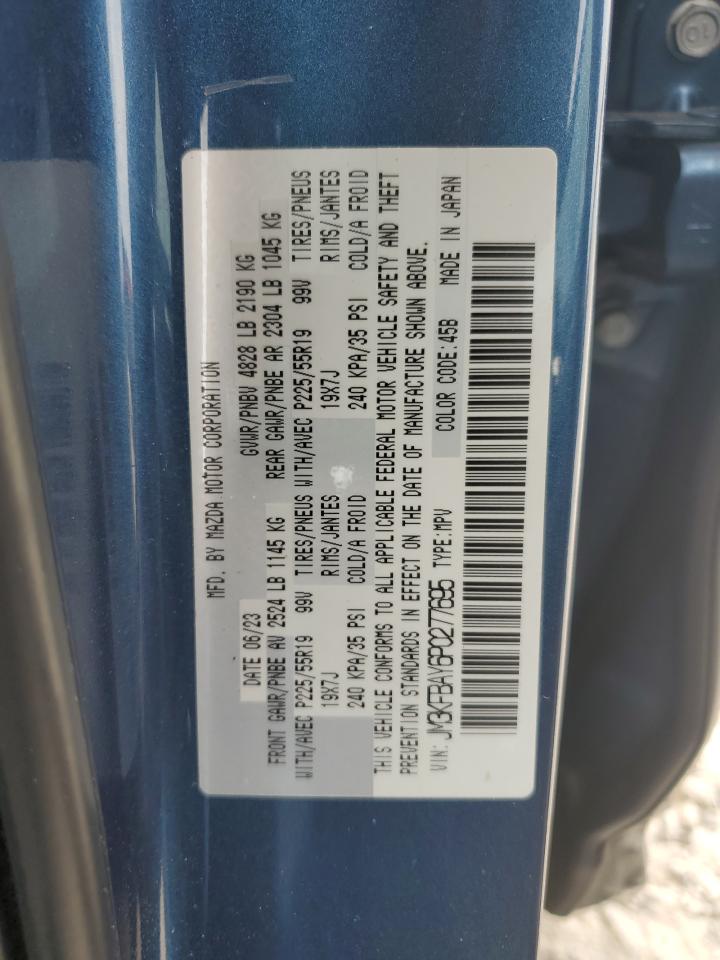 MFD. BY MAZDA MOTOR CORPORATION
DATE 06/23 GVWR/PNBV 4828 LB 2190 KG
FRONT GAWR/PNBE AV 2524 LB 1145 KG REAR GAWR/PNBE AR 2304 LB 1045 KG
WITH/AVEC P225/55R19 99V TIRES/PNEUS WITH/AVEC P225/55R19 99V TIRES/PNEUS
19X7J RIMS/JANTES 19X7J RIMS/JANTES
240 KPA/35 PSI COLD/A FROID 240 KPA/35 PSI COLD/A FROID
THIS VEHICLE CONFORMS TO ALL APPLICABLE FEDERAL MOTOR VEHICLE SAFETY AND THEFT
PREVENTION STANDARDS IN EFFECT ON THE DATE OF MANUFACTURE SHOWN ABOVE.
VIN: JM3KFBAY6P0277695 TYPE:MPV COLOR CODE:45B MADE IN JAPAN
10